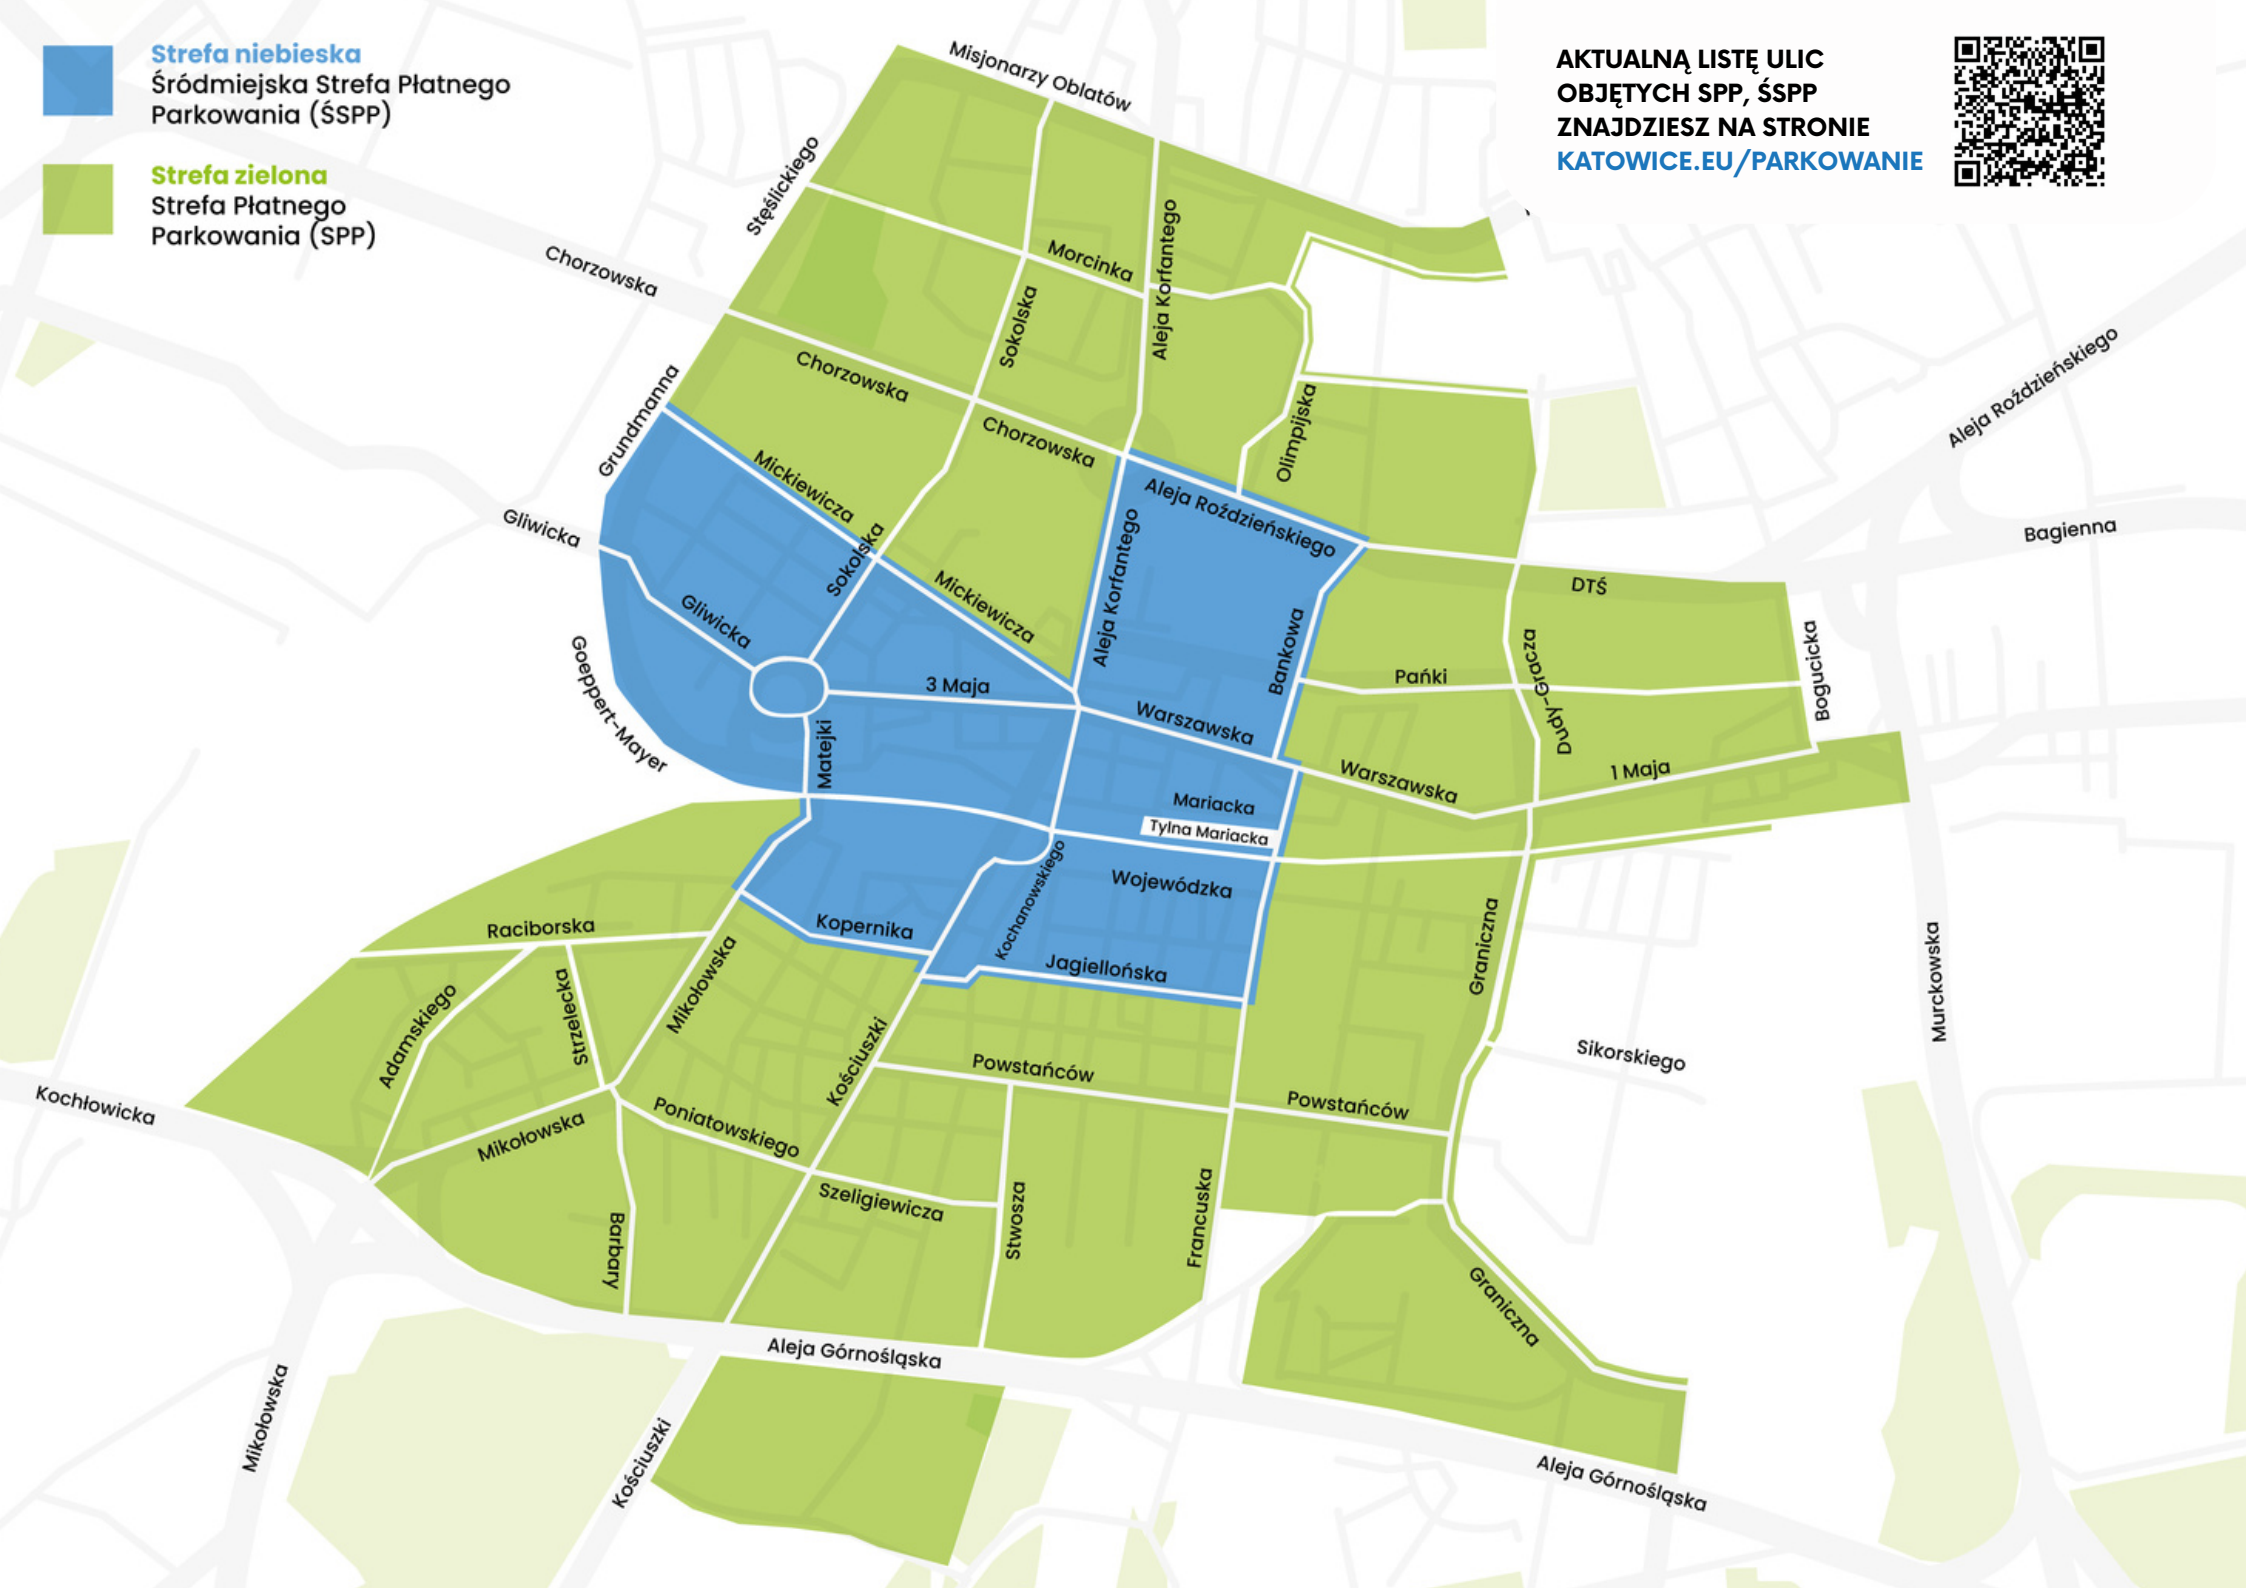 Strefa niebieska
Śródmiejska Strefa Płatnego
Parkowania (ŚSPP)
Strefa zielona
Strefa Płatnego
Parkowania (SPP)
AKTUALNĄ LISTĘ ULIC
OBJĘTYCH SPP, ŚSPP
ZNAJDZIESZ NA STRONIE
KATOWICE.EU/PARKOWANIE
Misjonarzy Oblatów
Stęślickiego
Chorzowska
Morcinka
Aleja Korfantego
Sokolska
Chorzowska
Chorzowska
Grundmanna
Olimpijska
Aleja Roździeńskiego
Mickiewicza
Aleja Roździeńskiego
Gliwicka
Bagienna
Sokolska
Aleja Korfantego
Mickiewicza
DTŚ
Gliwicka
Bankowa
Dudy-Gracza
Bogucicka
Goeppert-Mayer
3 Maja
Pańki
Warszawska
Matejki
Warszawska
1 Maja
Mariacka
Tylna Mariacka
Kochanowskiego
Wojewódzka
Raciborska
Kopernika
Graniczna
Murckowska
Mikołowska
Jagiellońska
Adamskiego
Strzelecka
Kościuszki
Powstańców
Sikorskiego
Kochłowicka
Mikołowska
Poniatowskiego
Powstańców
Szeligiewicza
Stwosza
Francuska
Barbary
Graniczna
Aleja Górnośląska
Mikołowska
Kościuszki
Aleja Górnośląska